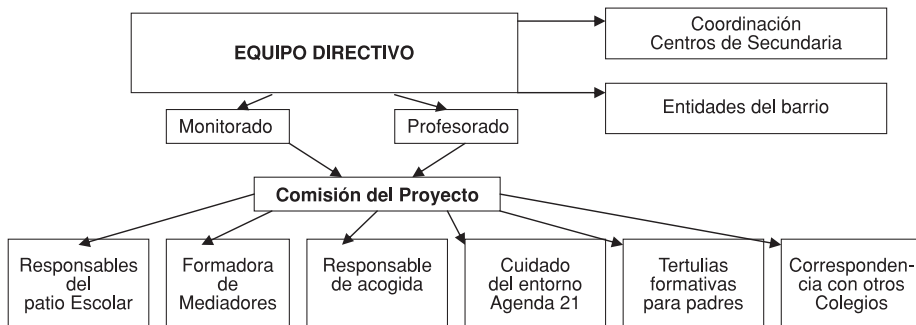 EQUIPO DIRECTIVO
Coordinación
Centros de Secundaria
Entidades del barrio
Monitorado
Profesorado
Comisión del Proyecto
Responsables
del
patio Escolar
Formadora
de
Mediadores
Responsable
de acogida
Cuidado
del entorno
Agenda 21
Tertulias
formativas
para padres
Corresponden-
cia con otros
Colegios